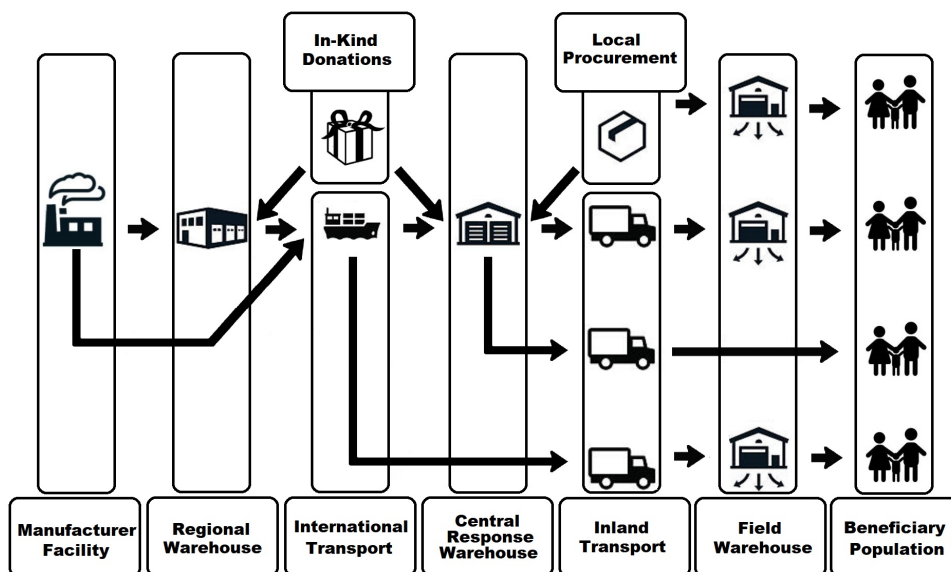 In-Kind
Donations
Local
Procurement
Manufacturer
Facility
Regional
Warehouse
International
Transport
Central
Response
Warehouse
Inland
Transport
Field
Warehouse
Beneficiary
Population